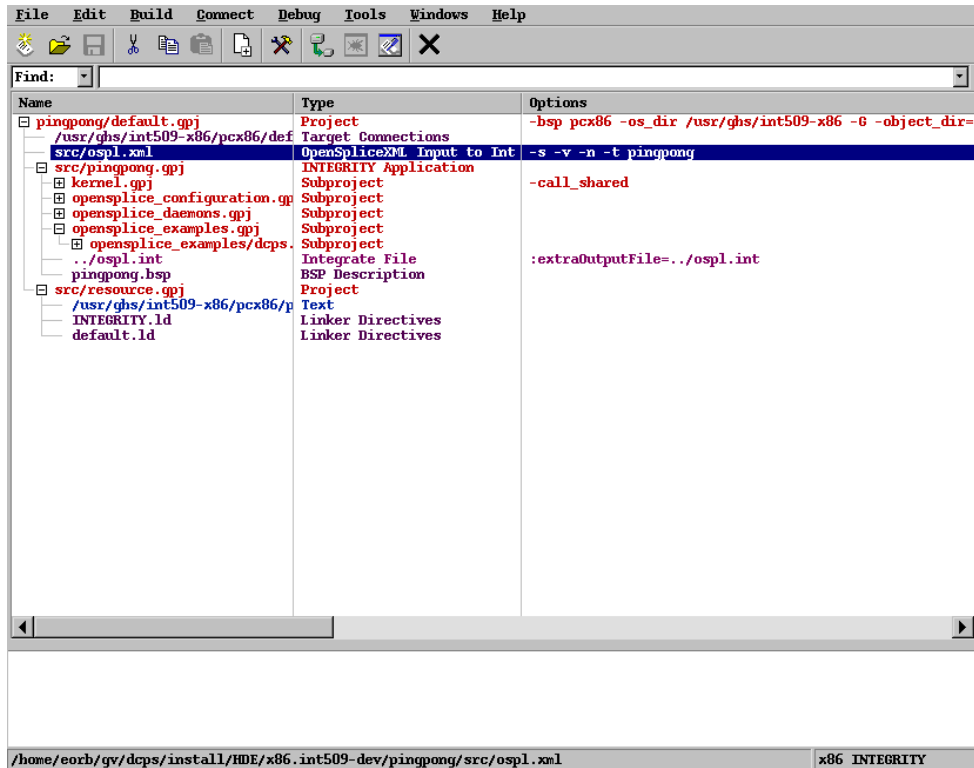 File Edit Build Connect Debug Tools Windows Help
Find:
Name Type Options
pingpong/default.gpj Project -bsp pcx86 -os_dir /usr/ghs/int509-x86 -G -object_dir=
/usr/ghs/int509-x86/pcx86/def Target Connections
src/ospl.xml OpenSpliceXML Input to Int -s -v -n -t pingpong
src/pingpong.gpj INTEGRITY Application
kernel.gpj Subproject -call_shared
opensplice_configuration.gp Subproject
opensplice_daemons.gpj Subproject
opensplice_examples.gpj Subproject
opensplice_examples/dcps. Subproject
../ospl.int Integrate File :extraOutputFile=../ospl.int
pingpong.bsp BSP Description
src/resource.gpj Project
/usr/ghs/int509-x86/pcx86/p Text
INTEGRITY.ld Linker Directives
default.ld Linker Directives
/home/eorb/gv/dcps/install/HDE/x86.int509-dev/pingpong/src/ospl.xml x86 INTEGRITY